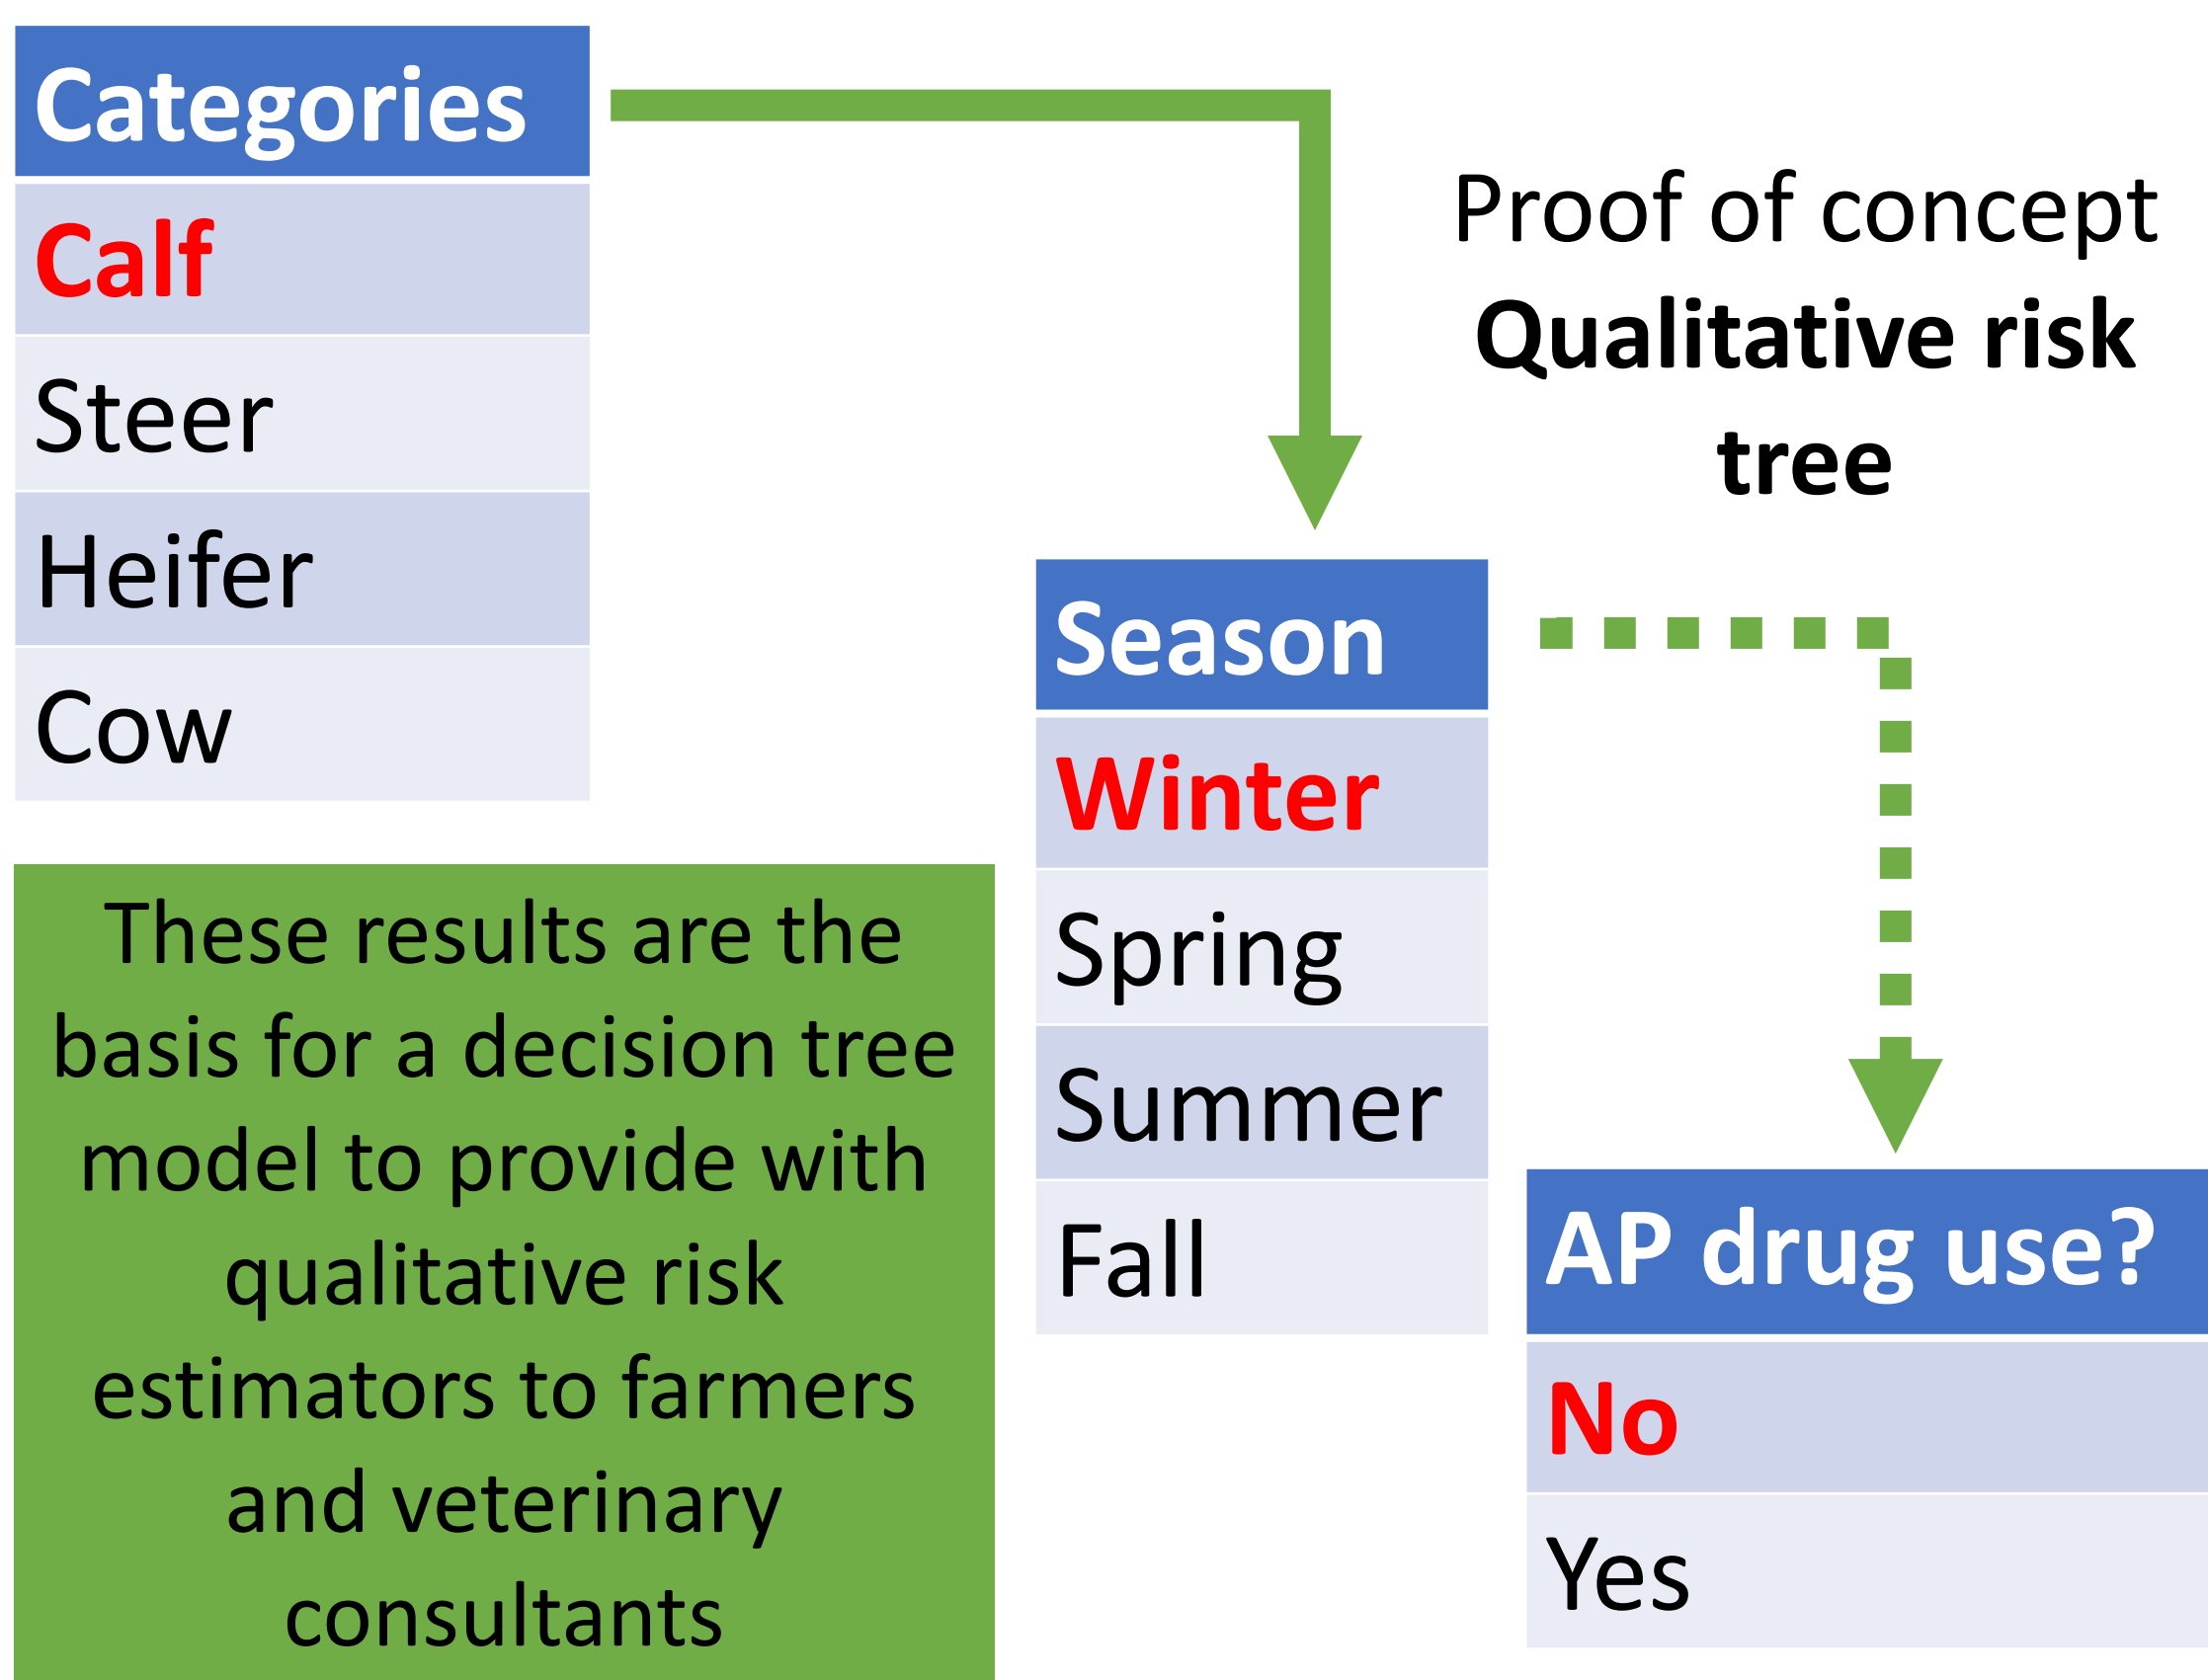 Categories
Calf
Steer
Heifer
Cow
Proof of concept
Qualitative risk
tree
Season
Winter
Spring
Summer
Fall
AP drug use?
No
Yes
These results are the
basis for a decision tree
model to provide with
qualitative risk
estimators to farmers
and veterinary
consultants